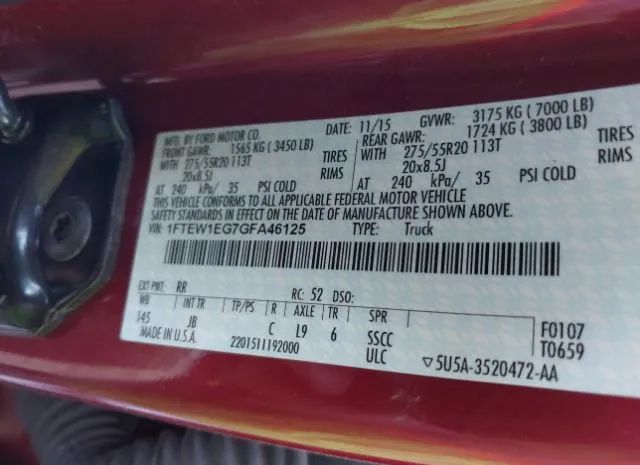 MFD. BY FORD MOTOR CO.
DATE: 11/15 GVWR: 3175 KG ( 7000 LB)
FRONT GAWR: 1565 KG ( 3450 LB)
REAR GAWR: 1724 KG ( 3800 LB)
WITH 275/55R20 113T TIRES
WITH 275/55R20 113T TIRES
20x8.5J RIMS
20x8.5J RIMS
AT 240 kPa/ 35 PSI COLD
AT 240 kPa/ 35 PSI COLD
THIS VEHICLE CONFORMS TO ALL APPLICABLE FEDERAL MOTOR VEHICLE
SAFETY STANDARDS IN EFFECT ON THE DATE OF MANUFACTURE SHOWN ABOVE.
VIN: 1FTEW1EG7GFA46125 TYPE: Truck
EXT PNT: RR RC: 52 DSO:
WB INT TR TP/PS R AXLE TR SPR
145 JB C L9 6 SSCC
F0107
MADE IN U.S.A. 2201511192000 ULC
T0659
▽5U5A-3520472-AA